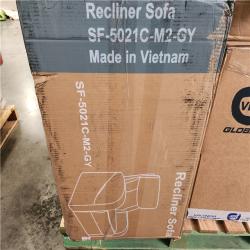 Recliner Sofa
SF-5021C-M2-GY
Made in Vietnam
SF-5021C-M2-GY
Recliner Sofa
GLOB